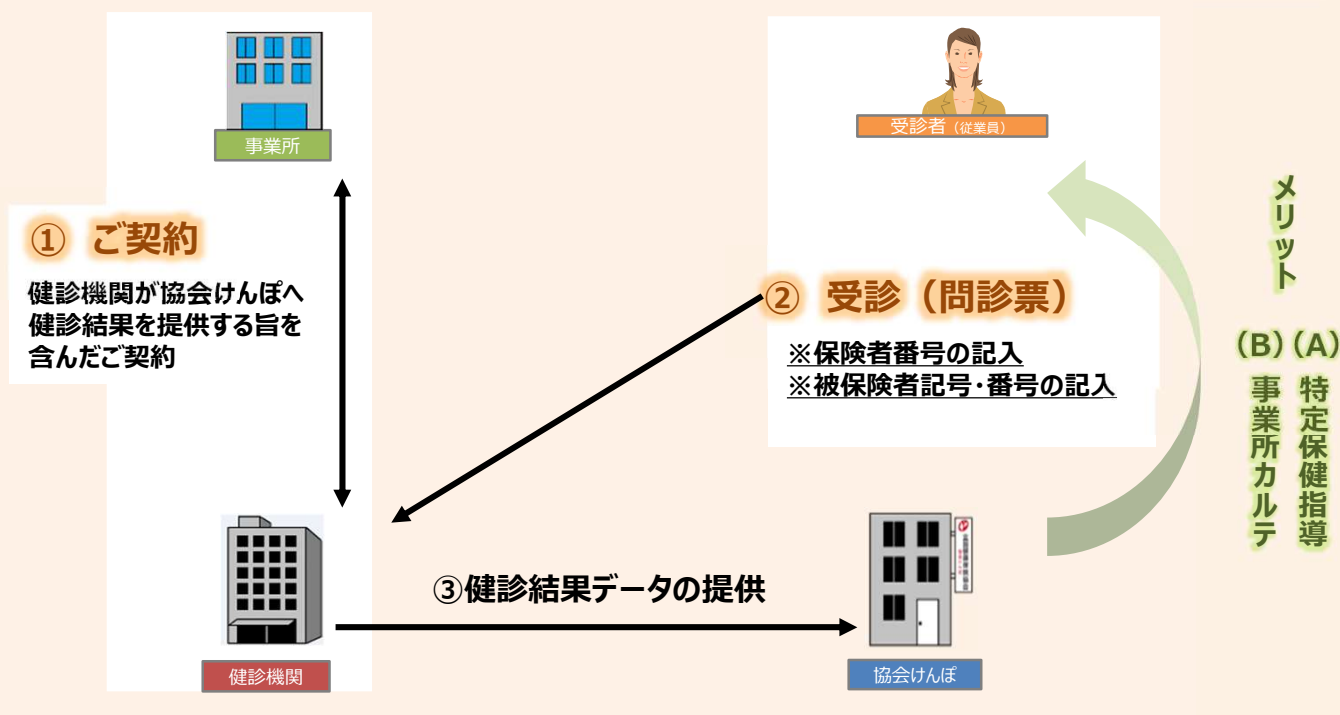 事業所
受診者(従業員)
① ご契約
健診機関が協会けんぽへ
健診結果を提供する旨を
含んだご契約
② 受診(問診票)
※保険者番号の記入
※被保険者記号・番号の記入
メリット
(A)特定保健指導
(B)事業所カルテ
③健診結果データの提供
健診機関
協会けんぽ